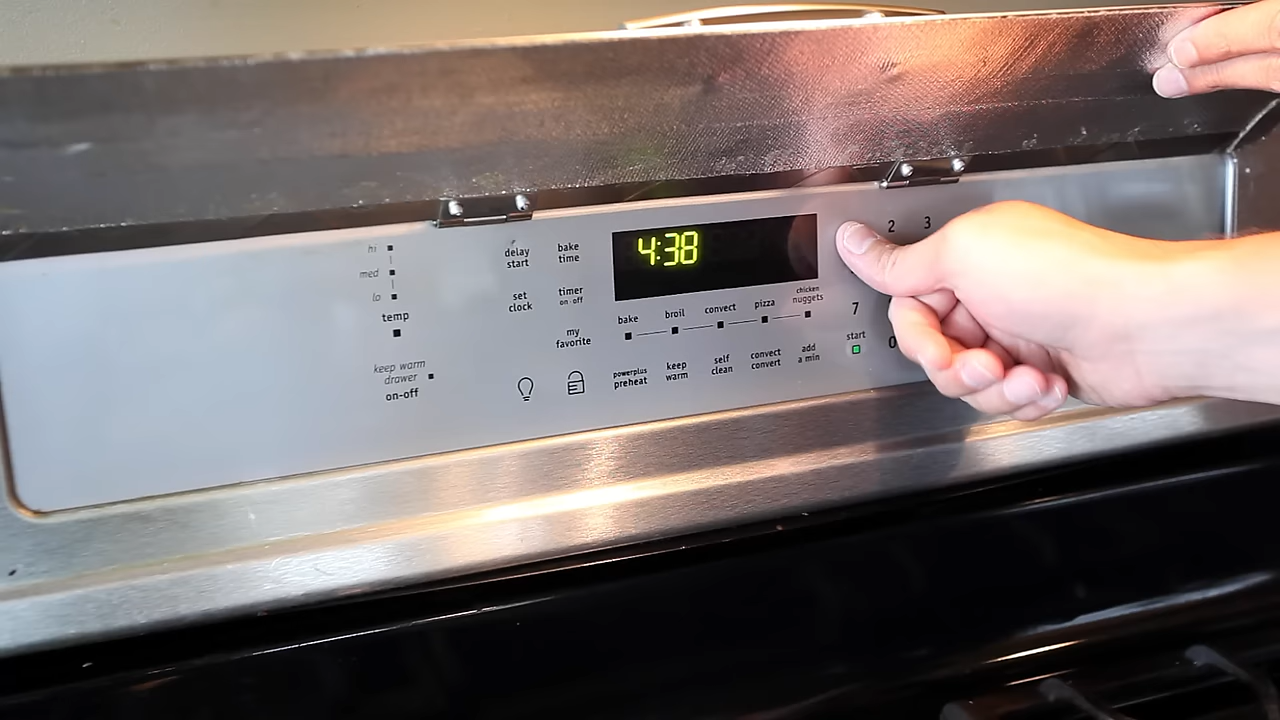 hi
med
lo
temp
keep warm
drawer
on-off
delay
start
bake
time
set
clock
timer
on·off
my
favorite
4:38
bake
broil
convect
pizza
chicken
nuggets
powerplus
preheat
keep
warm
self
clean
convect
convert
add
a min
2 3
7
start
0